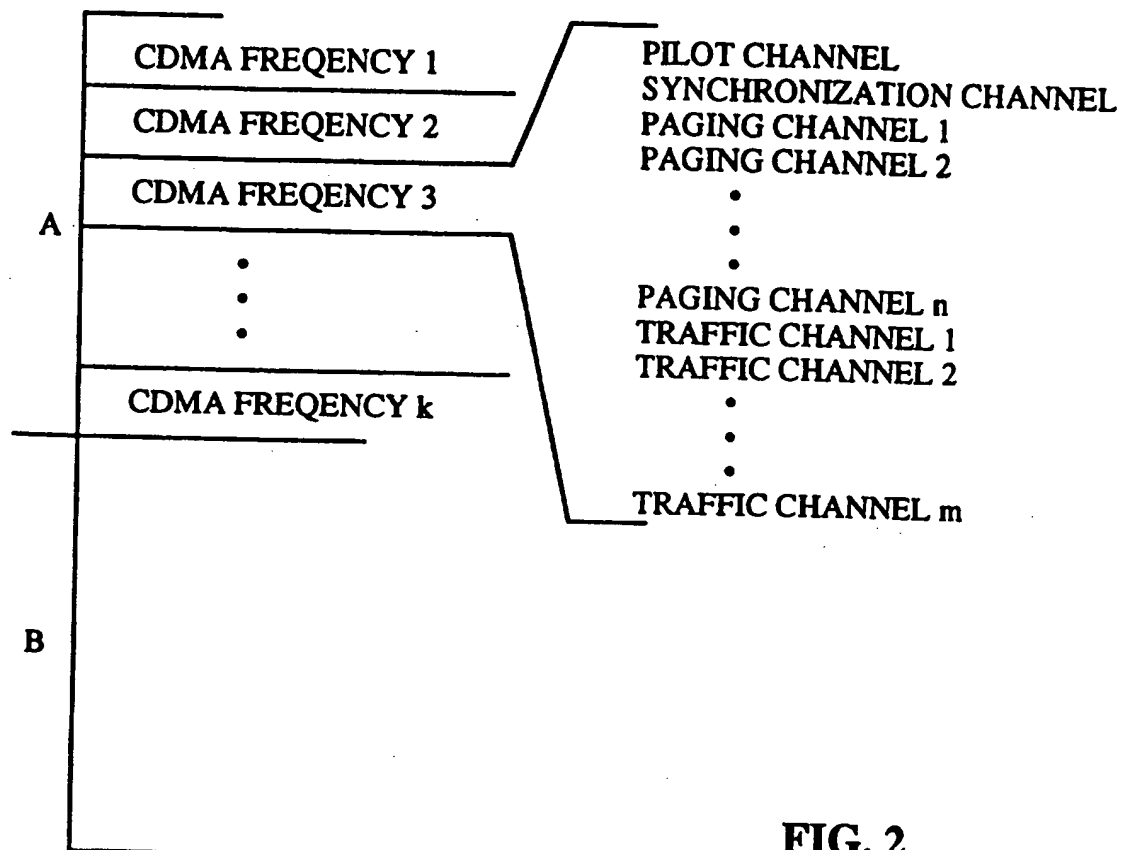 CDMA FREQENCY 1
CDMA FREQENCY 2
CDMA FREQENCY 3
CDMA FREQENCY k
A
B
PILOT CHANNEL
SYNCHRONIZATION CHANNEL
PAGING CHANNEL 1
PAGING CHANNEL 2
PAGING CHANNEL n
TRAFFIC CHANNEL 1
TRAFFIC CHANNEL 2
TRAFFIC CHANNEL m
FIG. 2